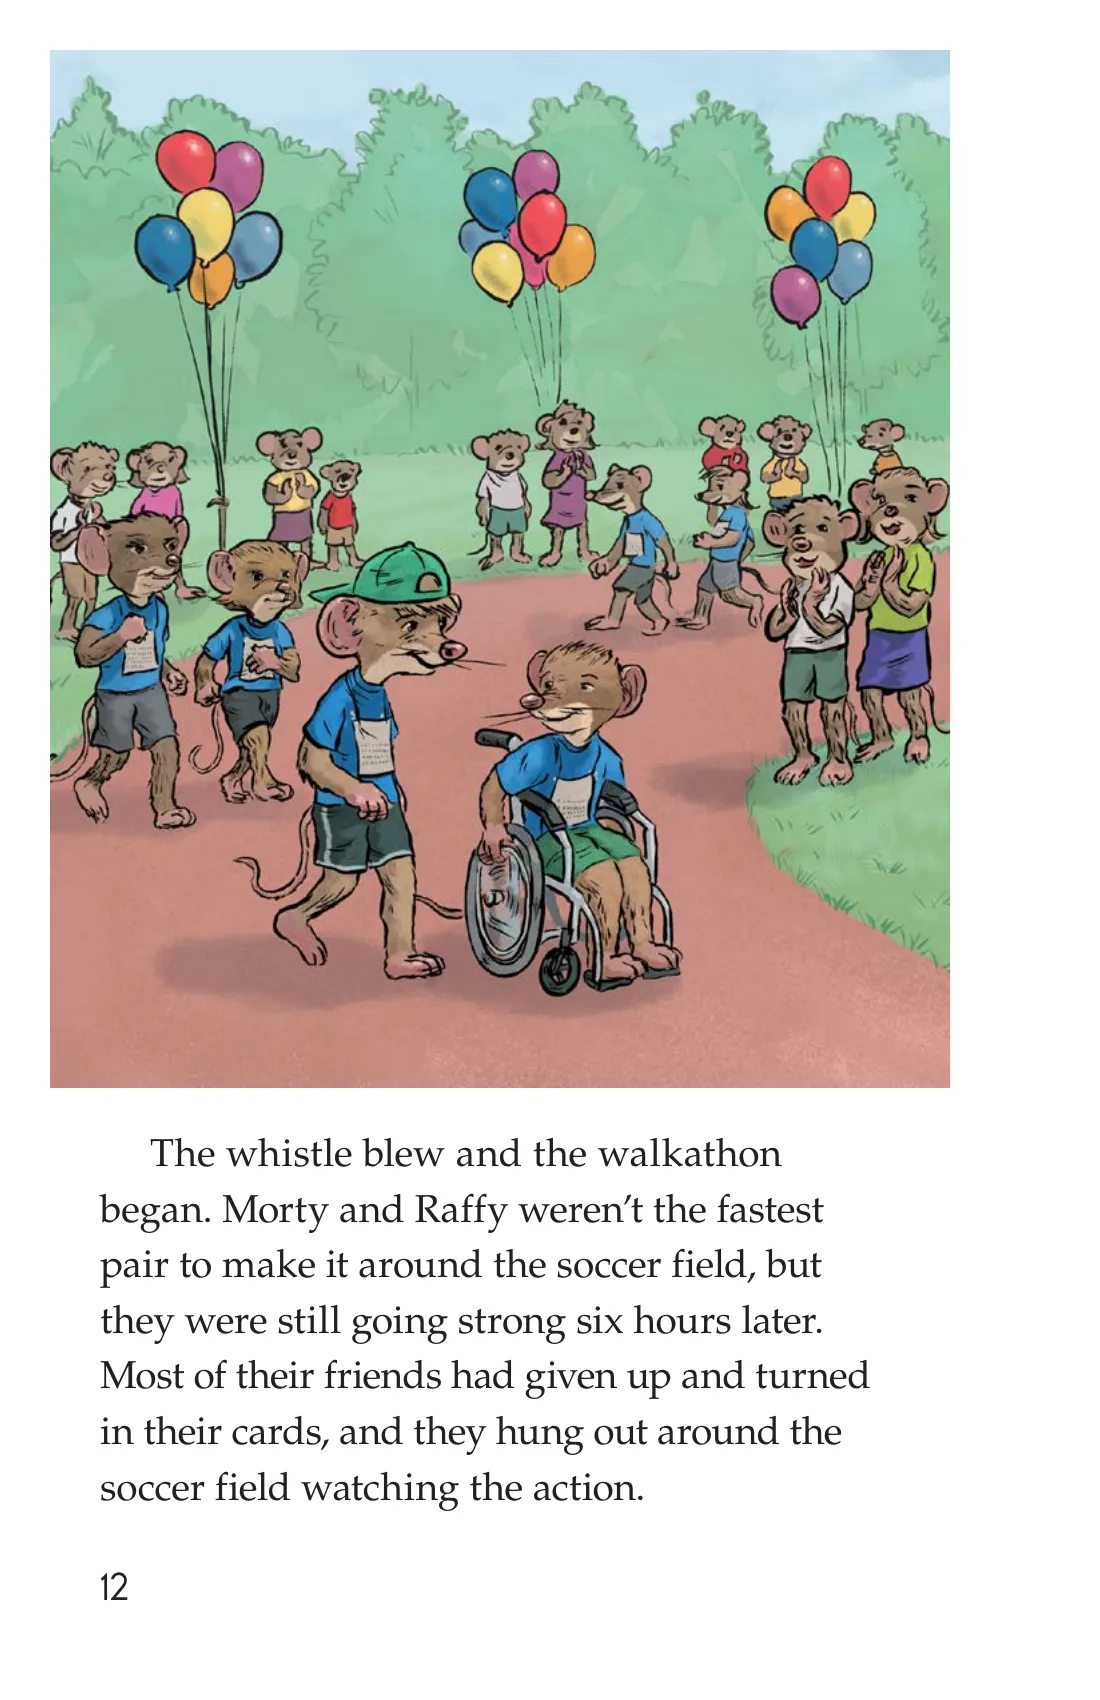 The whistle blew and the walkathon
began. Morty and Raffy weren’t the fastest
pair to make it around the soccer field, but
they were still going strong six hours later.
Most of their friends had given up and turned
in their cards, and they hung out around the
soccer field watching the action.
12